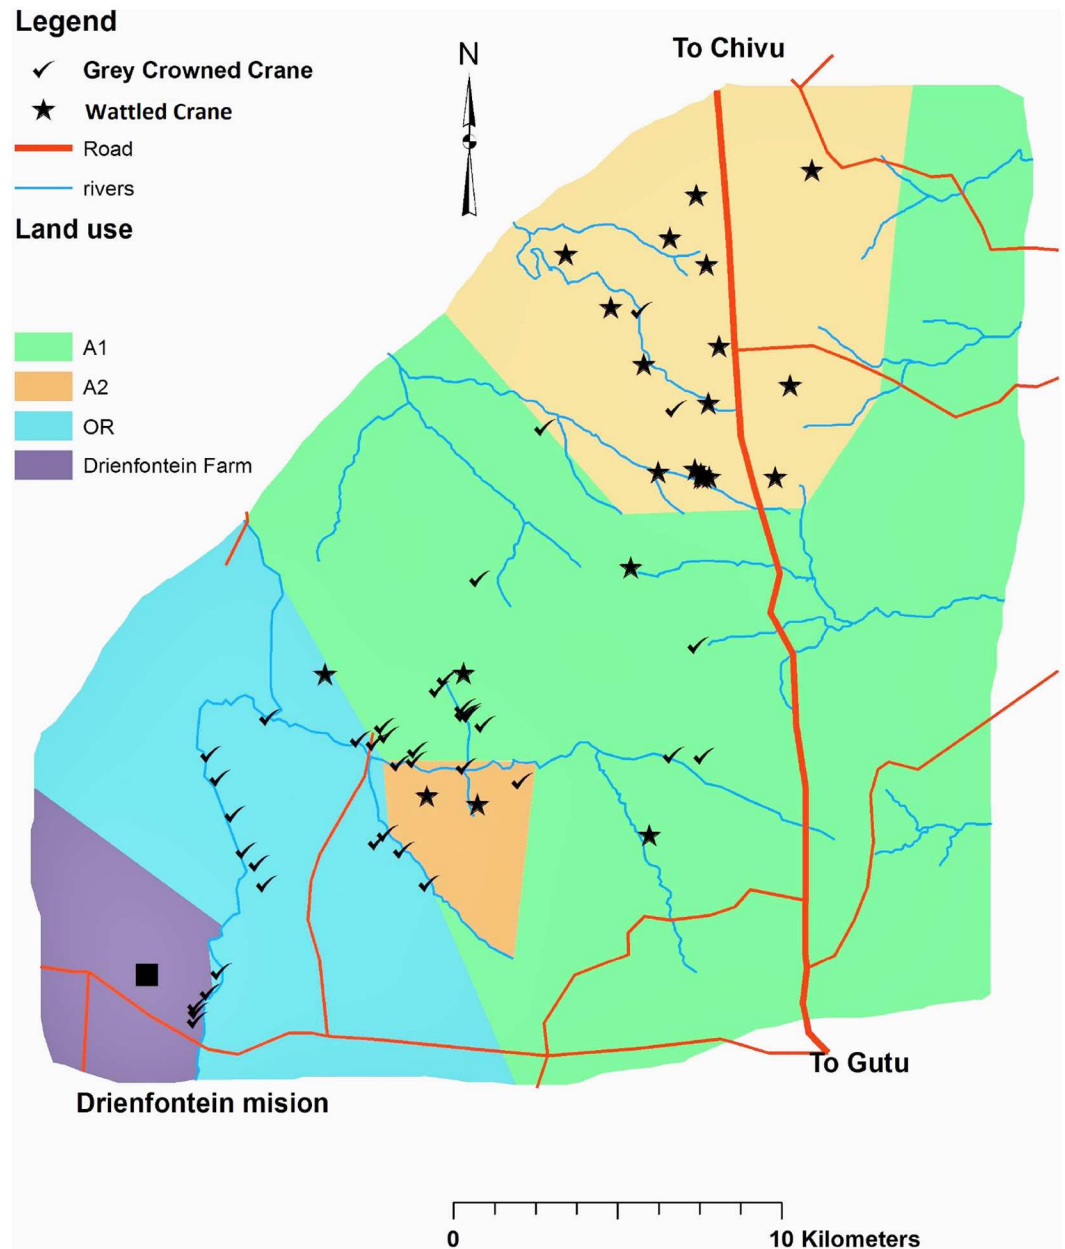 Legend
Grey Crowned Crane
Wattled Crane
Road
rivers
Land use
A1
A2
OR
Drienfontein Farm
N
To Chivu
To Gutu
Drienfontein mision
0
10 Kilometers